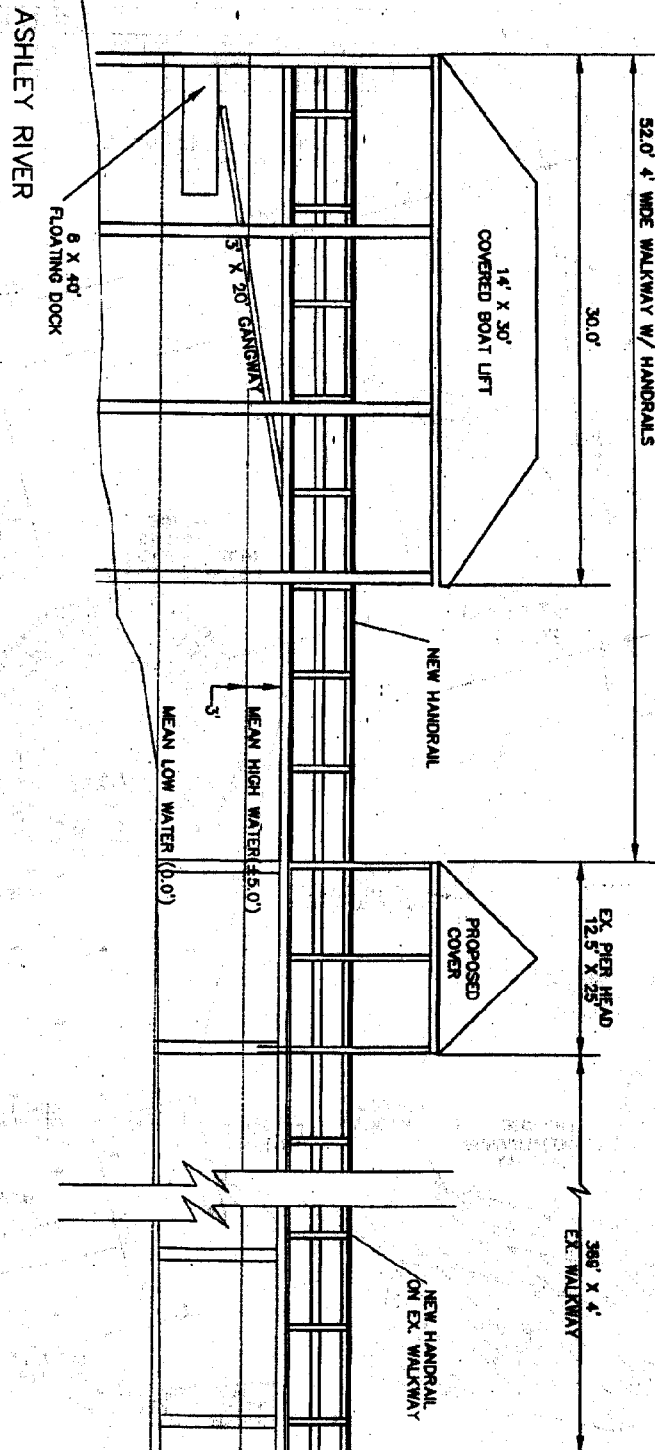 52.0' 4' WIDE WALKWAY W/ HANDRAILS
30.0'
14' X 30'
COVERED BOAT LIFT
3' X 20' GANGWAY
8 X 40'
FLOATING DOCK
ASHLEY RIVER
NEW HANDRAIL
3'
MEAN HIGH WATER(±5.0')
MEAN LOW WATER (0.0')
EX. PIER HEAD
12.5' X 25'
PROPOSED
COVER
X 4'
EX. WALKWAY
NEW HANDRAIL
ON EX. WALKWAY